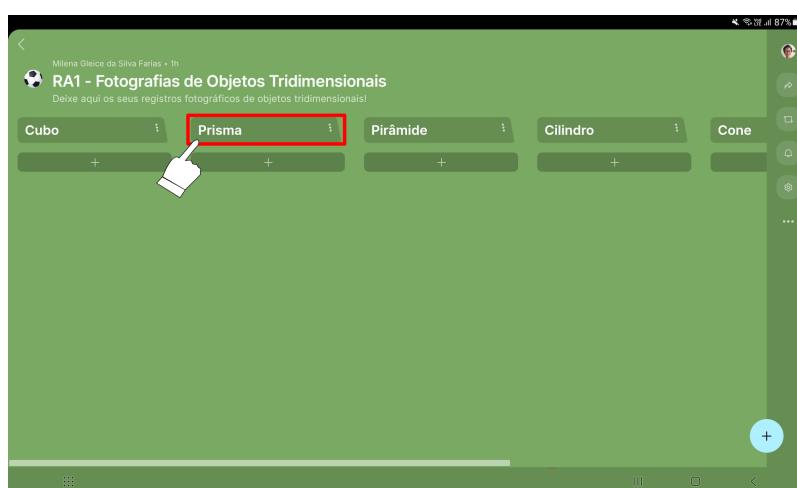 87%
Milena Gleice da Silva Farias • 1h
RA1 - Fotografias de Objetos Tridimensionais
Deixe aqui os seus registros fotográficos de objetos tridimensionais!
Cubo Prisma Pirâmide Cilindro Cone